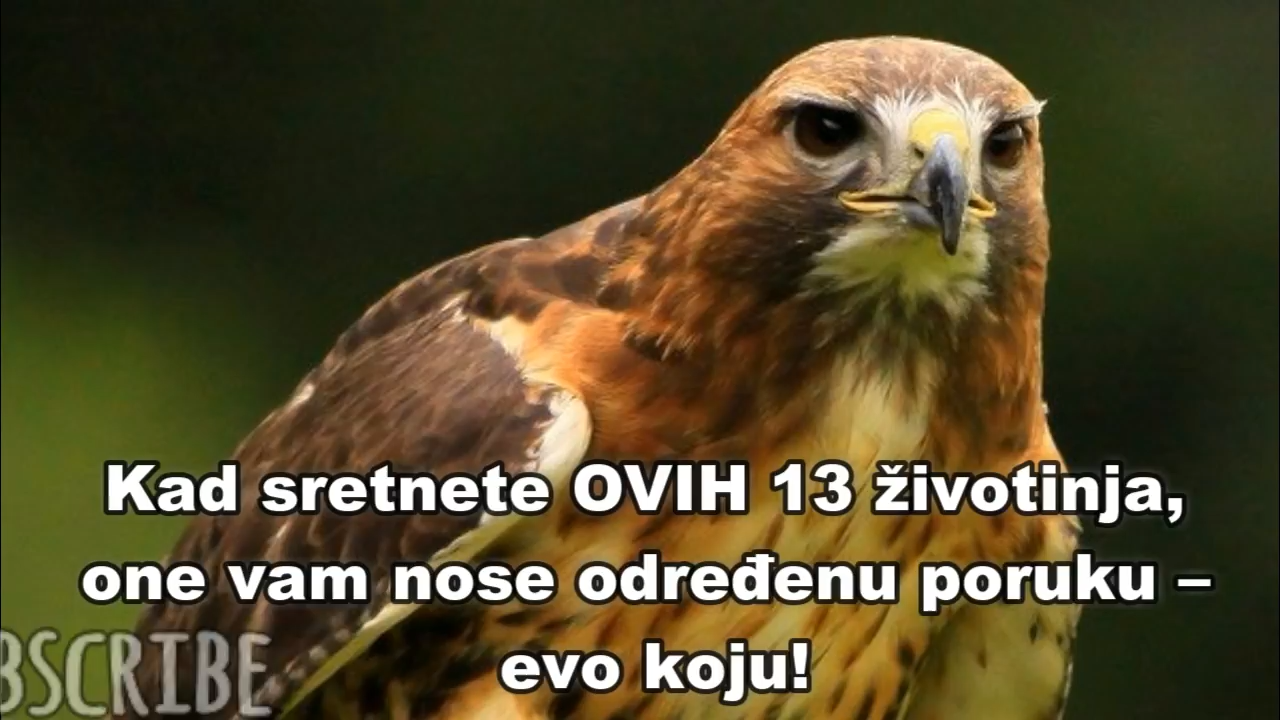 Kad sretnete OVIH 13 životinja,
one vam nose određenu poruku –
evo koju!
BSCRIBE